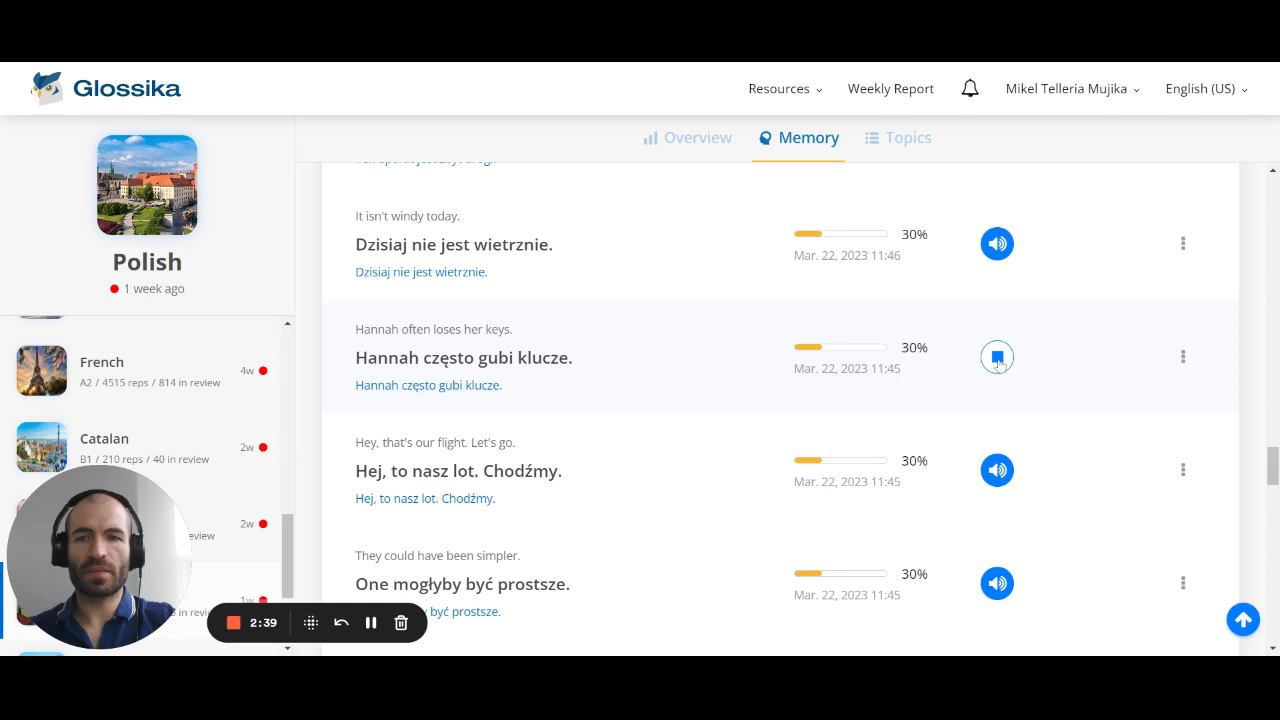 Glossika
Resources
Weekly Report
Mikel Telleria Mujika
English (US)
Polish
1 week ago
French
A2 / 4515 reps / 814 in review
4w
Catalan
B1 / 210 reps / 40 in review
2w
2w
1w
2:39
Overview
Memory
Topics
It isn't windy today.
Dzisiaj nie jest wietrznie.
Dzisiaj nie jest wietrznie.
30%
Mar. 22, 2023 11:46
Hannah often loses her keys.
Hannah często gubi klucze.
Hannah często gubi klucze.
30%
Mar. 22, 2023 11:45
Hey, that's our flight. Let's go.
Hej, to nasz lot. Chodźmy.
Hej, to nasz lot. Chodźmy.
30%
Mar. 22, 2023 11:45
They could have been simpler.
One mogłyby być prostsze.
być prostsze.
30%
Mar. 22, 2023 11:45